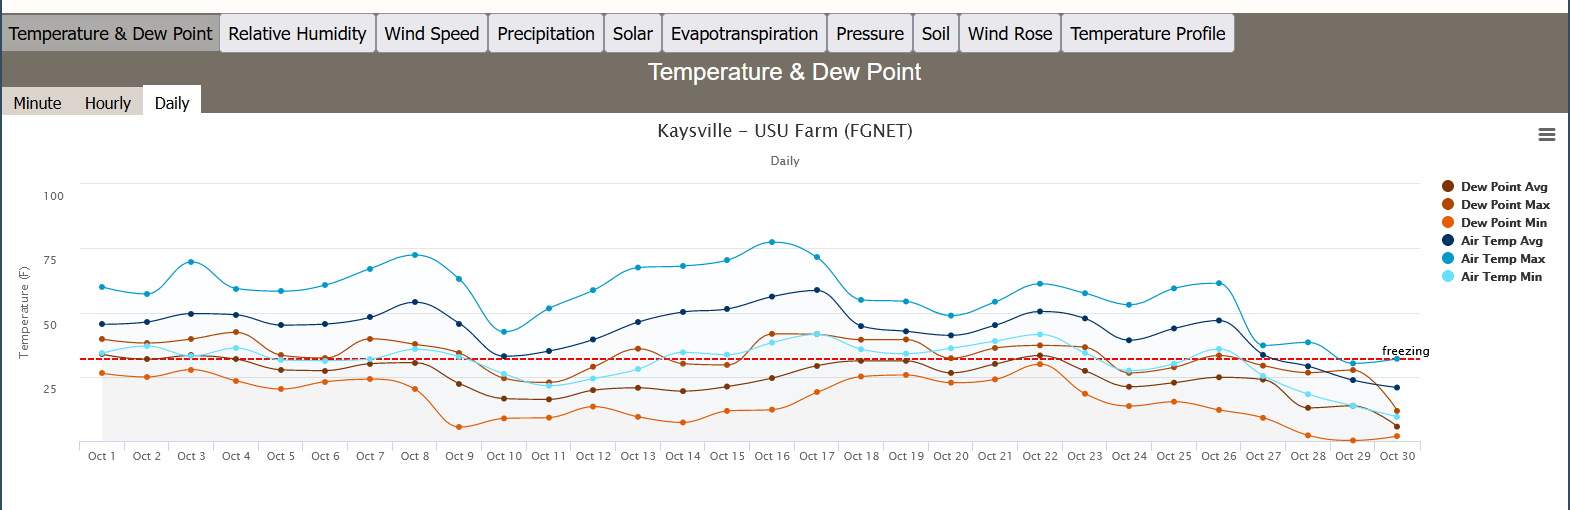 Temperature & Dew Point Relative Humidity Wind Speed Precipitation Solar Evapotranspiration Pressure Soil Wind Rose Temperature Profile
Temperature & Dew Point
Minute Hourly Daily
Kaysville - USU Farm (FGNET)
Daily
Temperature (F)
100
75
50
25
freezing
Oct 1 Oct 2 Oct 3 Oct 4 Oct 5 Oct 6 Oct 7 Oct 8 Oct 9 Oct 10 Oct 11 Oct 12 Oct 13 Oct 14 Oct 15 Oct 16 Oct 17 Oct 18 Oct 19 Oct 20 Oct 21 Oct 22 Oct 23 Oct 24 Oct 25 Oct 26 Oct 27 Oct 28 Oct 29 Oct 30
Dew Point Avg
Dew Point Max
Dew Point Min
Air Temp Avg
Air Temp Max
Air Temp Min